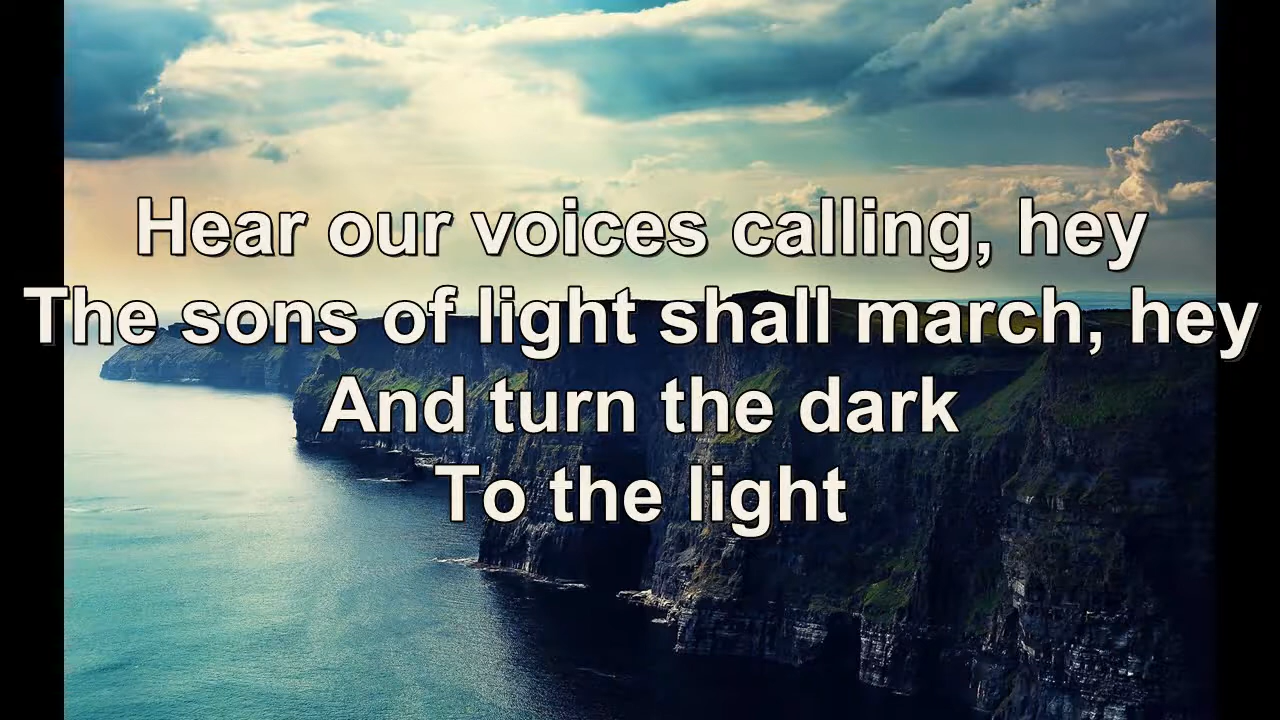 Hear our voices calling, hey
The sons of light shall march, hey
And turn the dark
To the light